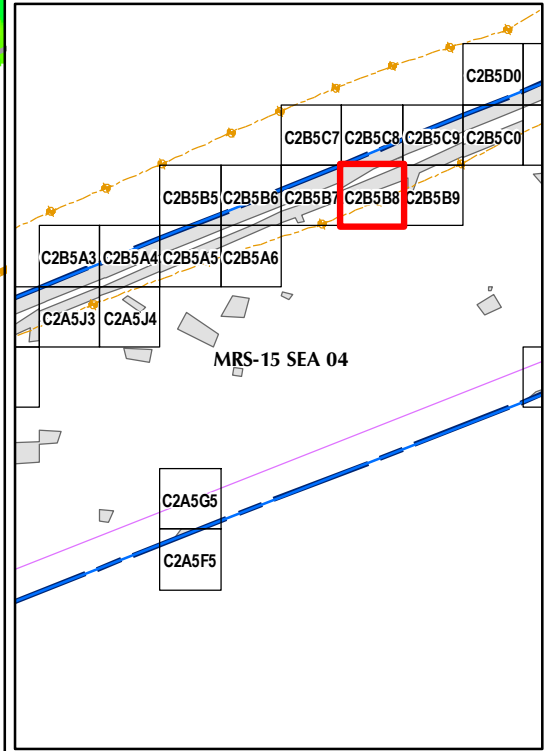 C2B5D0
C2B5C7 C2B5C8 C2B5C9 C2B5C0
C2B5B5 C2B5B6 C2B5B7 C2B5B8 C2B5B9
C2B5A3 C2B5A4 C2B5A5 C2B5A6
C2A5J3 C2A5J4
MRS-15 SEA 04
C2A5G5
C2A5F5